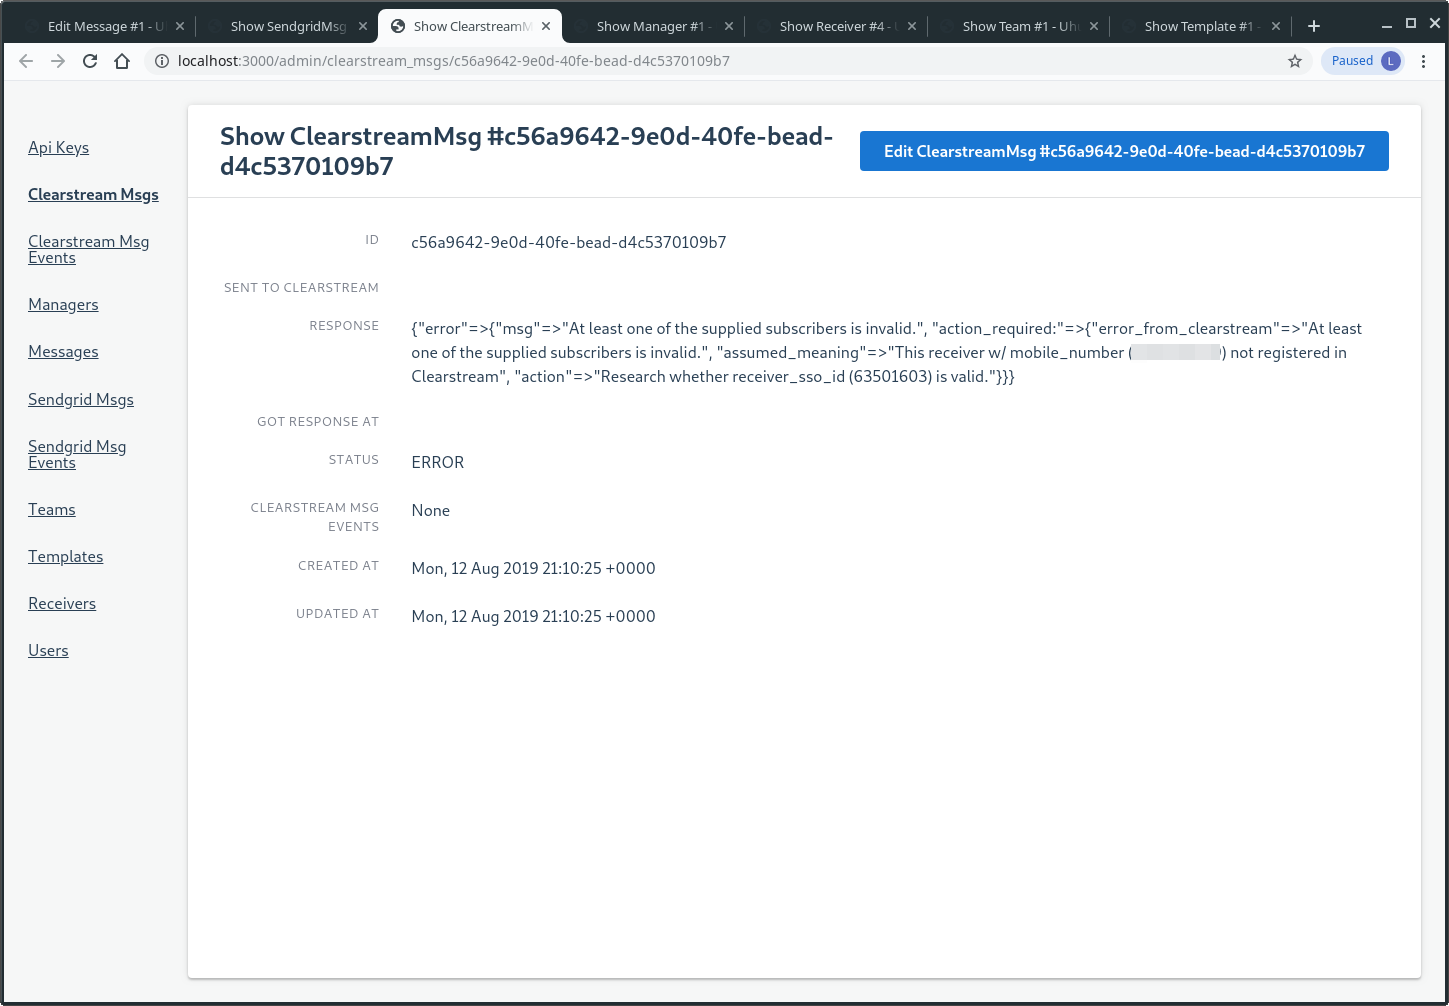 Edit Message #1 - U
Show SendgridMsg
Show ClearstreamM
Show Manager #1 -
Show Receiver #4 -
Show Team #1 - Uh
Show Template #1 -
localhost:3000/admin/clearstream_msgs/c56a9642-9e0d-40fe-bead-d4c5370109b7
Paused
L
Api Keys
Clearstream Msgs
Clearstream Msg
Events
Managers
Messages
Sendgrid Msgs
Sendgrid Msg
Events
Teams
Templates
Receivers
Users
Show ClearstreamMsg #c56a9642-9e0d-40fe-bead-
d4c5370109b7
Edit ClearstreamMsg #c56a9642-9e0d-40fe-bead-d4c5370109b7
ID
c56a9642-9e0d-40fe-bead-d4c5370109b7
SENT TO CLEARSTREAM
RESPONSE
{"error"=>{"msg"=>"At least one of the supplied subscribers is invalid.", "action_required:"=>{"error_from_clearstream"=>"At least
one of the supplied subscribers is invalid.", "assumed_meaning"=>"This receiver w/ mobile_number ( ) not registered in
Clearstream", "action"=>"Research whether receiver_sso_id (63501603) is valid."}}}
GOT RESPONSE AT
STATUS
ERROR
CLEARSTREAM MSG
EVENTS
None
CREATED AT
Mon, 12 Aug 2019 21:10:25 +0000
UPDATED AT
Mon, 12 Aug 2019 21:10:25 +0000